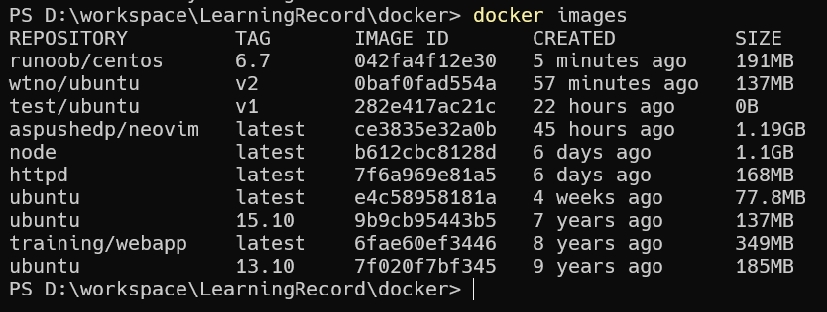 PS D:\workspace\LearningRecord\docker> docker images
REPOSITORY TAG IMAGE ID CREATED SIZE
runoob/centos 6.7 042fa4f12e30 5 minutes ago 191MB
wtno/ubuntu v2 0baf0fad554a 57 minutes ago 137MB
test/ubuntu v1 282e417ac21c 22 hours ago 0B
aspushedp/neovim latest ce3835e32a0b 45 hours ago 1.19GB
node latest b612cbc8128d 6 days ago 1.1GB
httpd latest 7f6a969e81a5 6 days ago 168MB
ubuntu latest e4c58958181a 4 weeks ago 77.8MB
ubuntu 15.10 9b9cb95443b5 7 years ago 137MB
training/webapp latest 6fae60ef3446 8 years ago 349MB
ubuntu 13.10 7f020f7bf345 9 years ago 185MB
PS D:\workspace\LearningRecord\docker>